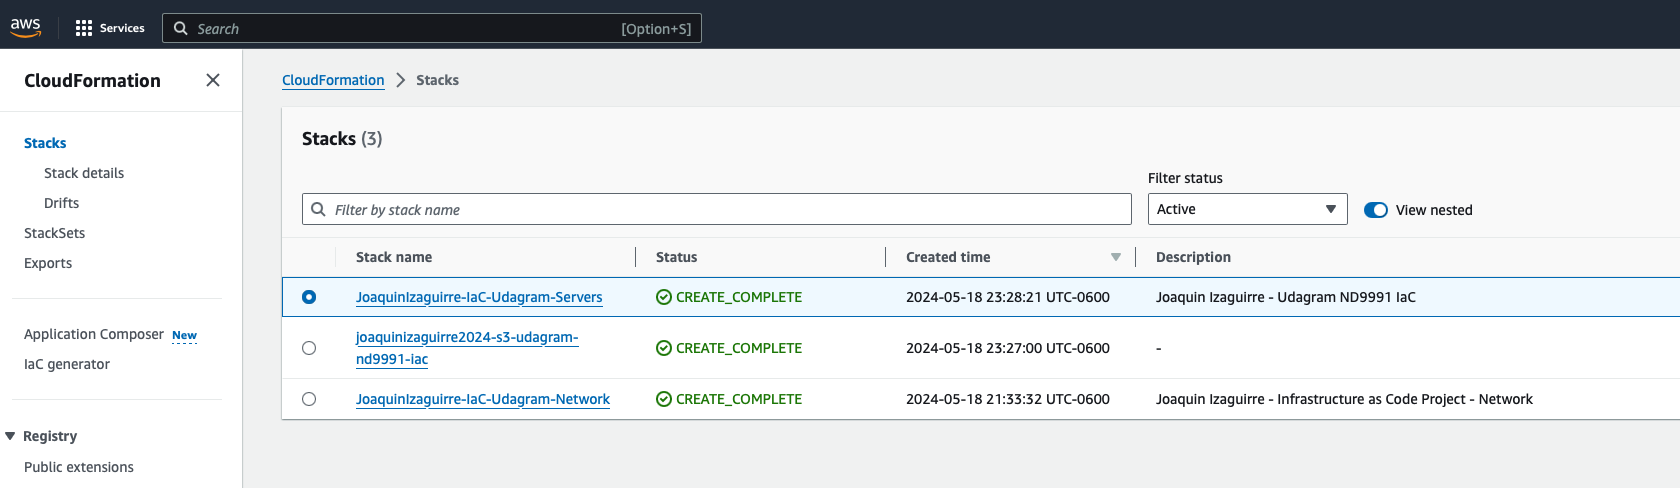 aws
Services
Search
[Option+S]
CloudFormation
Stacks
Stack details
Drifts
StackSets
Exports
Application Composer New
IaC generator
Registry
Public extensions
CloudFormation > Stacks
Stacks (3)
Filter status
Filter by stack name
Active
View nested
Stack name Status Created time Description
JoaquinIzaguirre-IaC-Udagram-Servers CREATE_COMPLETE 2024-05-18 23:28:21 UTC-0600 Joaquin Izaguirre - Udagram ND9991 IaC
joaquinizaguirre2024-s3-udagram-
nd9991-iac CREATE_COMPLETE 2024-05-18 23:27:00 UTC-0600 -
JoaquinIzaguirre-IaC-Udagram-Network CREATE_COMPLETE 2024-05-18 21:33:32 UTC-0600 Joaquin Izaguirre - Infrastructure as Code Project - Network